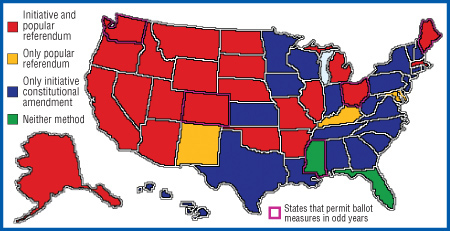 Initiative and
popular
referendum
Only popular
referendum
Only initiative
constitutional
amendment
Neither method
States that permit ballot
measures in odd years